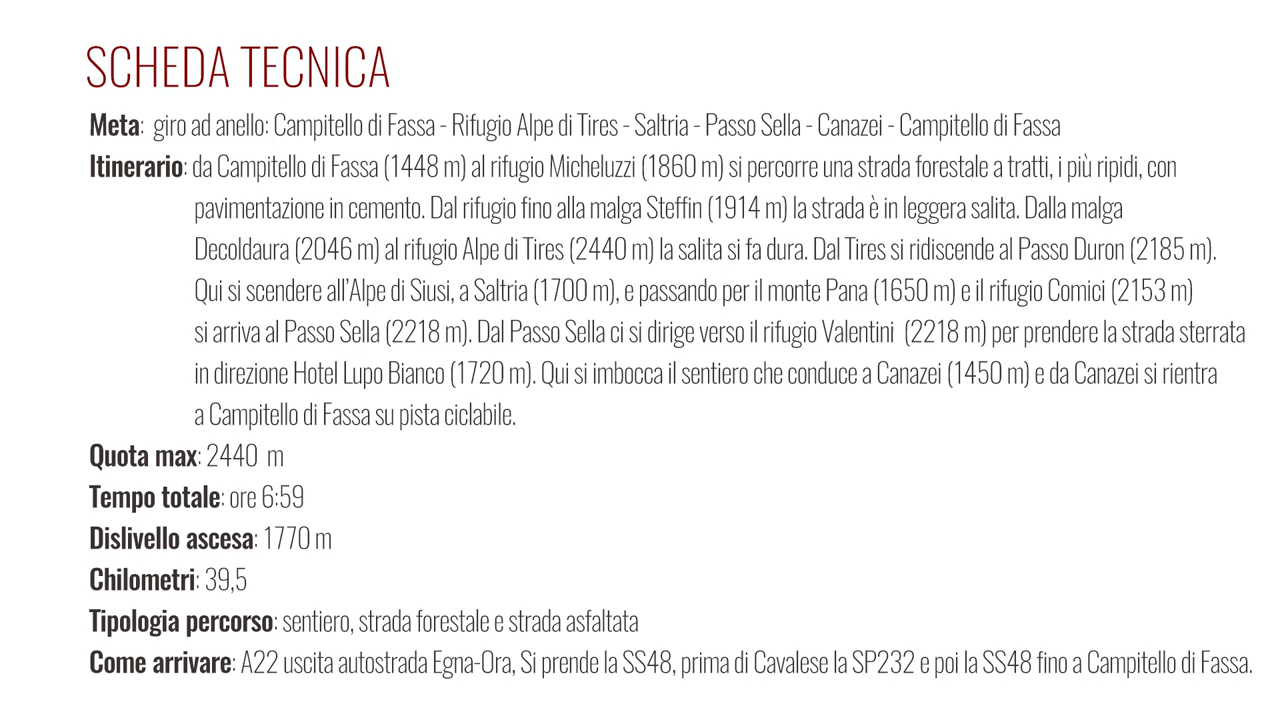 SCHEDA TECNICA
Meta: giro ad anello: Campitello di Fassa - Rifugio Alpe di Tires - Saltria - Passo Sella - Canazei - Campitello di Fassa
Itinerario: da Campitello di Fassa (1448 m) al rifugio Micheluzzi (1860 m) si percorre una strada forestale a tratti, i più ripidi, con
pavimentazione in cemento. Dal rifugio fino alla malga Steffin (1914 m) la strada è in leggera salita. Dalla malga
Decoldaura (2046 m) al rifugio Alpe di Tires (2440 m) la salita si fa dura. Dal Tires si ridiscende al Passo Duron (2185 m).
Qui si scendere all'Alpe di Siusi, a Saltria (1700 m), e passando per il monte Pana (1650 m) e il rifugio Comici (2153 m)
si arriva al Passo Sella (2218 m). Dal Passo Sella ci si dirige verso il rifugio Valentini (2218 m) per prendere la strada sterrata
in direzione Hotel Lupo Bianco (1720 m). Qui si imbocca il sentiero che conduce a Canazei (1450 m) e da Canazei si rientra
a Campitello di Fassa su pista ciclabile.
Quota max: 2440 m
Tempo totale: ore 6:59
Dislivello ascesa: 1770 m
Chilometri: 39,5
Tipologia percorso: sentiero, strada forestale e strada asfaltata
Come arrivare: A22 uscita autostrada Egna-Ora, Si prende la SS48, prima di Cavalese la SP232 e poi la SS48 fino a Campitello di Fassa.